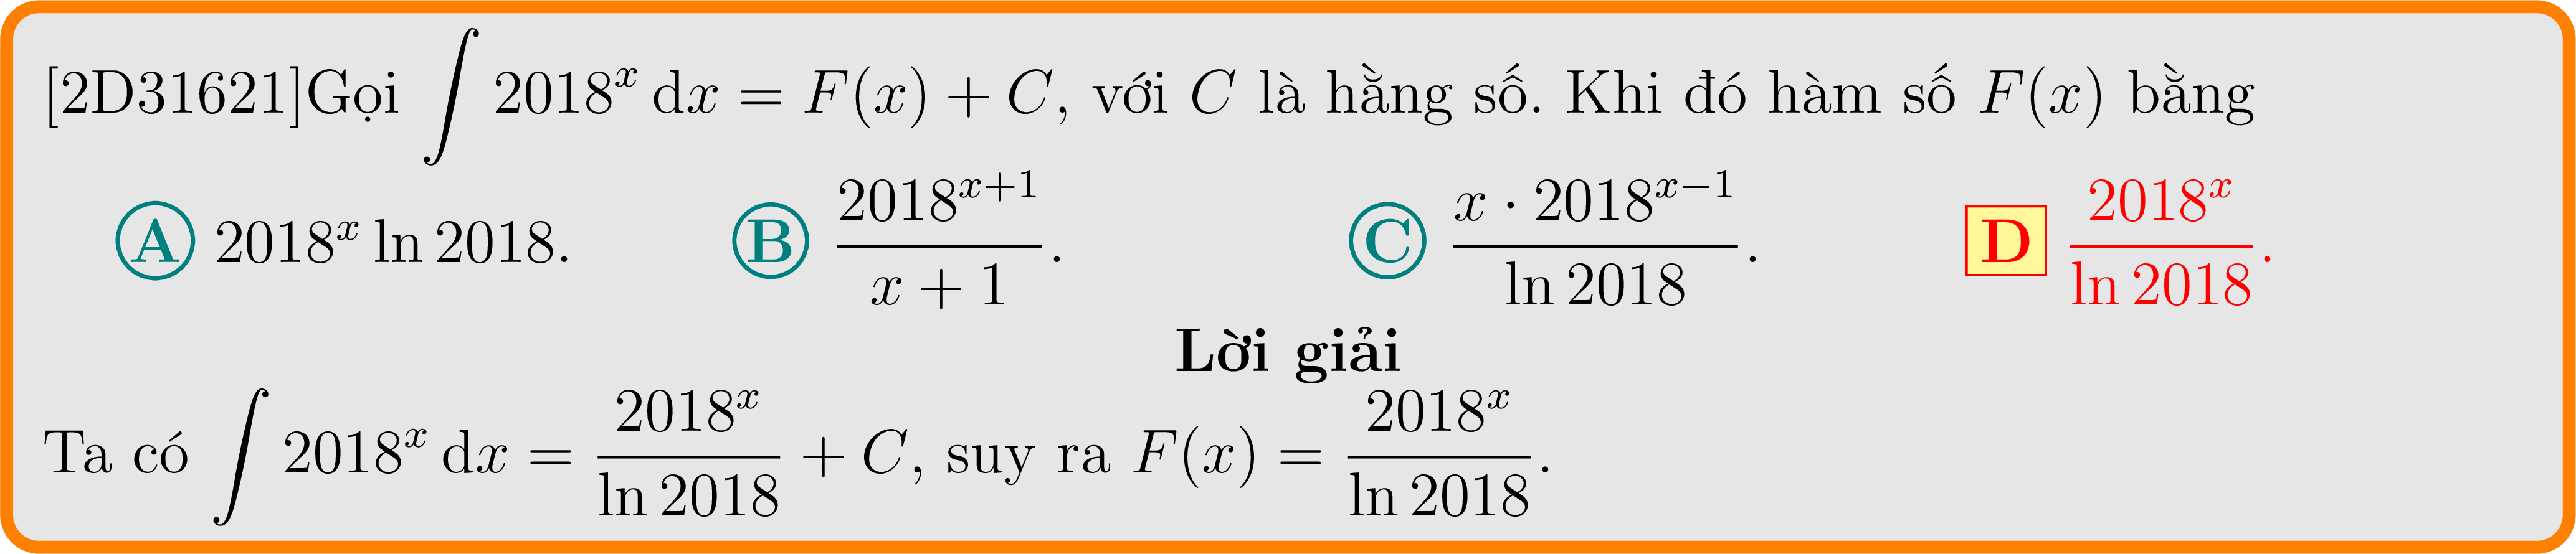 [2D31621]Gọi $\int 2018^x \, \mathrm{d}x = F(x) + C$, với $C$ là hằng số. Khi đó hàm số $F(x)$ bằng
A $2018^x \ln 2018$. B $\frac{2018^{x+1}}{x+1}$. C $\frac{x \cdot 2018^{x-1}}{\ln 2018}$. D $\frac{2018^x}{\ln 2018}$.
Lời giải
Ta có $\int 2018^x \, \mathrm{d}x = \frac{2018^x}{\ln 2018} + C$, suy ra $F(x) = \frac{2018^x}{\ln 2018}$.